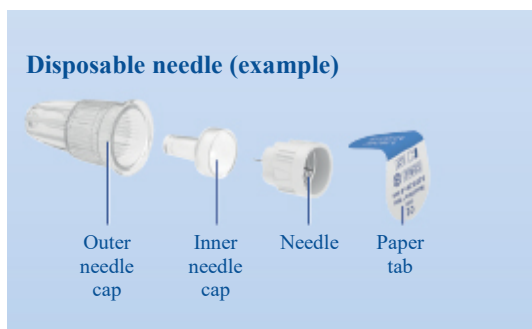 Disposable needle (example)
Outer
needle
cap
Inner
needle
cap
Needle
Paper
tab